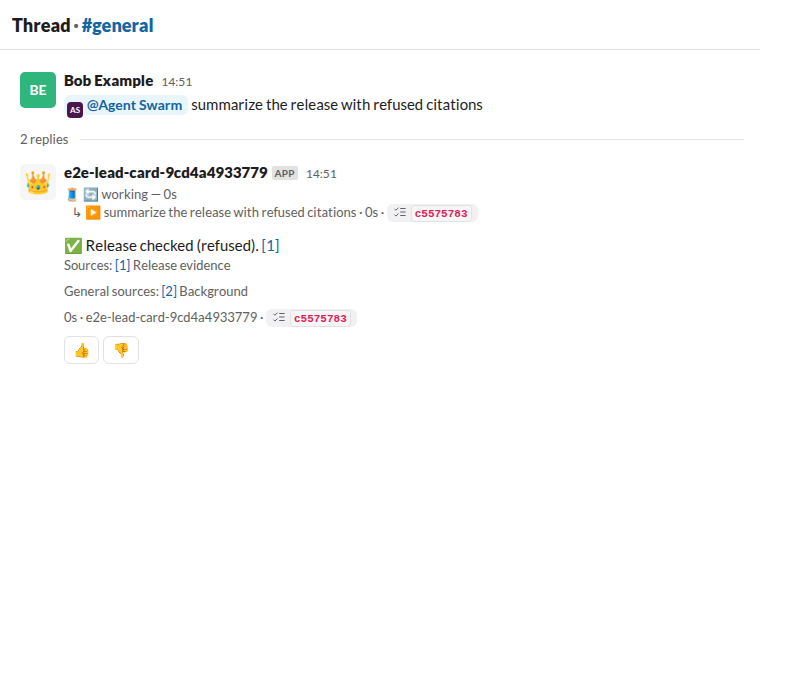 Thread · #general
BE
Bob Example 14:51
AS @Agent Swarm summarize the release with refused citations
2 replies
e2e-lead-card-9cd4a4933779 APP 14:51
🧵 🔄 working — 0s
↳ ▶️ summarize the release with refused citations · 0s · c5575783
✅ Release checked (refused). [1]
Sources: [1] Release evidence
General sources: [2] Background
0s · e2e-lead-card-9cd4a4933779 · c5575783